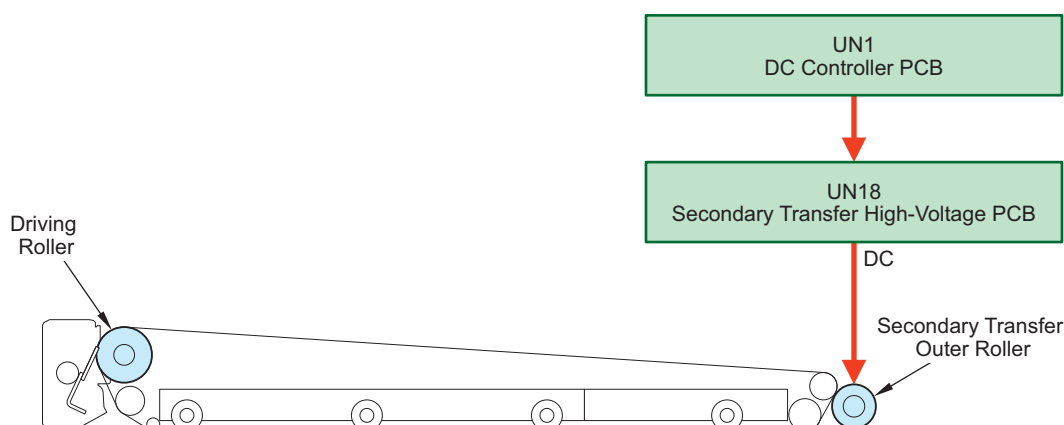 UN1
DC Controller PCB
UN18
Secondary Transfer High-Voltage PCB
DC
Driving
Roller
Secondary Transfer
Outer Roller